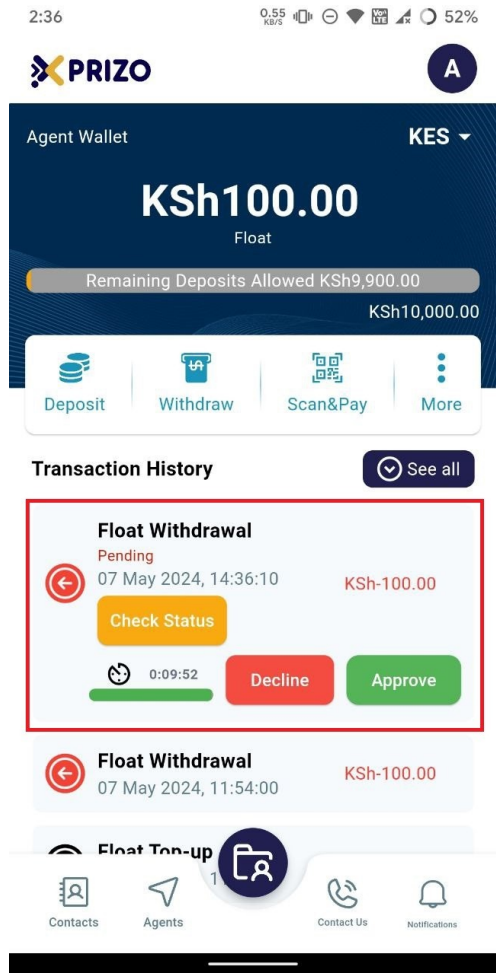 2:36
0.55 KB/S Vo) LTE 52%
PRIZO
A
Agent Wallet
KES
KSh100.00
Float
Remaining Deposits Allowed KSh9,900.00
KSh10,000.00
Deposit Withdraw Scan&Pay More
Transaction History
See all
Float Withdrawal
Pending
07 May 2024, 14:36:10
KSh-100.00
Check Status
0:09:52
Decline
Approve
Float Withdrawal
07 May 2024, 11:54:00
KSh-100.00
Float Top-up
Contacts Agents Contact Us Notifications